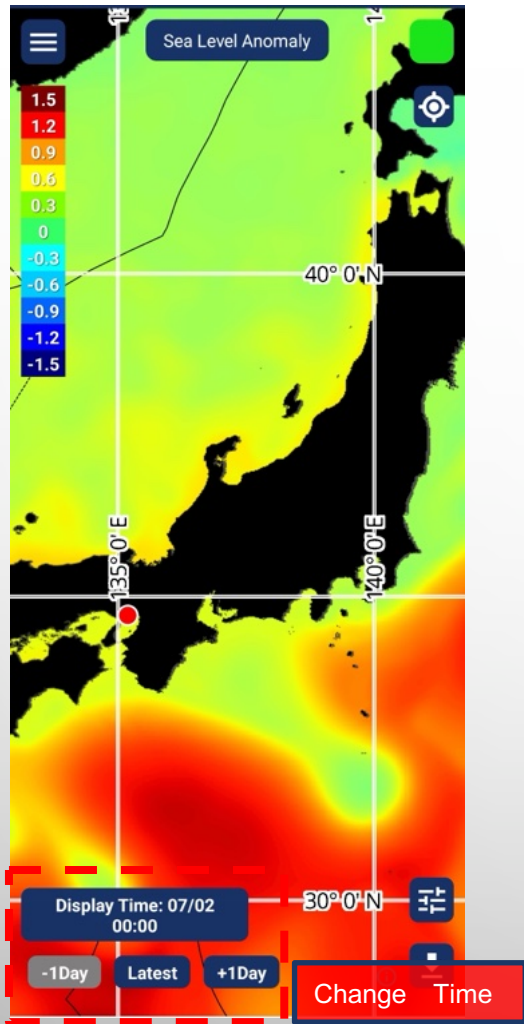 Sea Level Anomaly
1.5
1.2
0.9
0.6
0.3
0
-0.3
-0.6
-0.9
-1.2
-1.5
40° 0' N
135° 0' E
140° 0' E
30° 0' N
Display Time: 07/02
00:00
-1Day
Latest
+1Day
Change Time